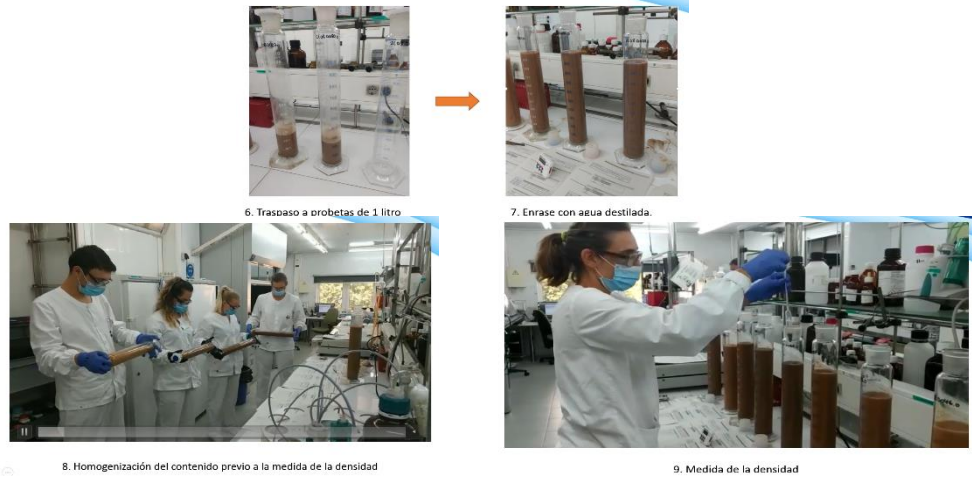 6. Traspaso a probetas de 1 litro
7. Enrase con agua destilada.
8. Homogenización del contenido previo a la medida de la densidad
9. Medida de la densidad